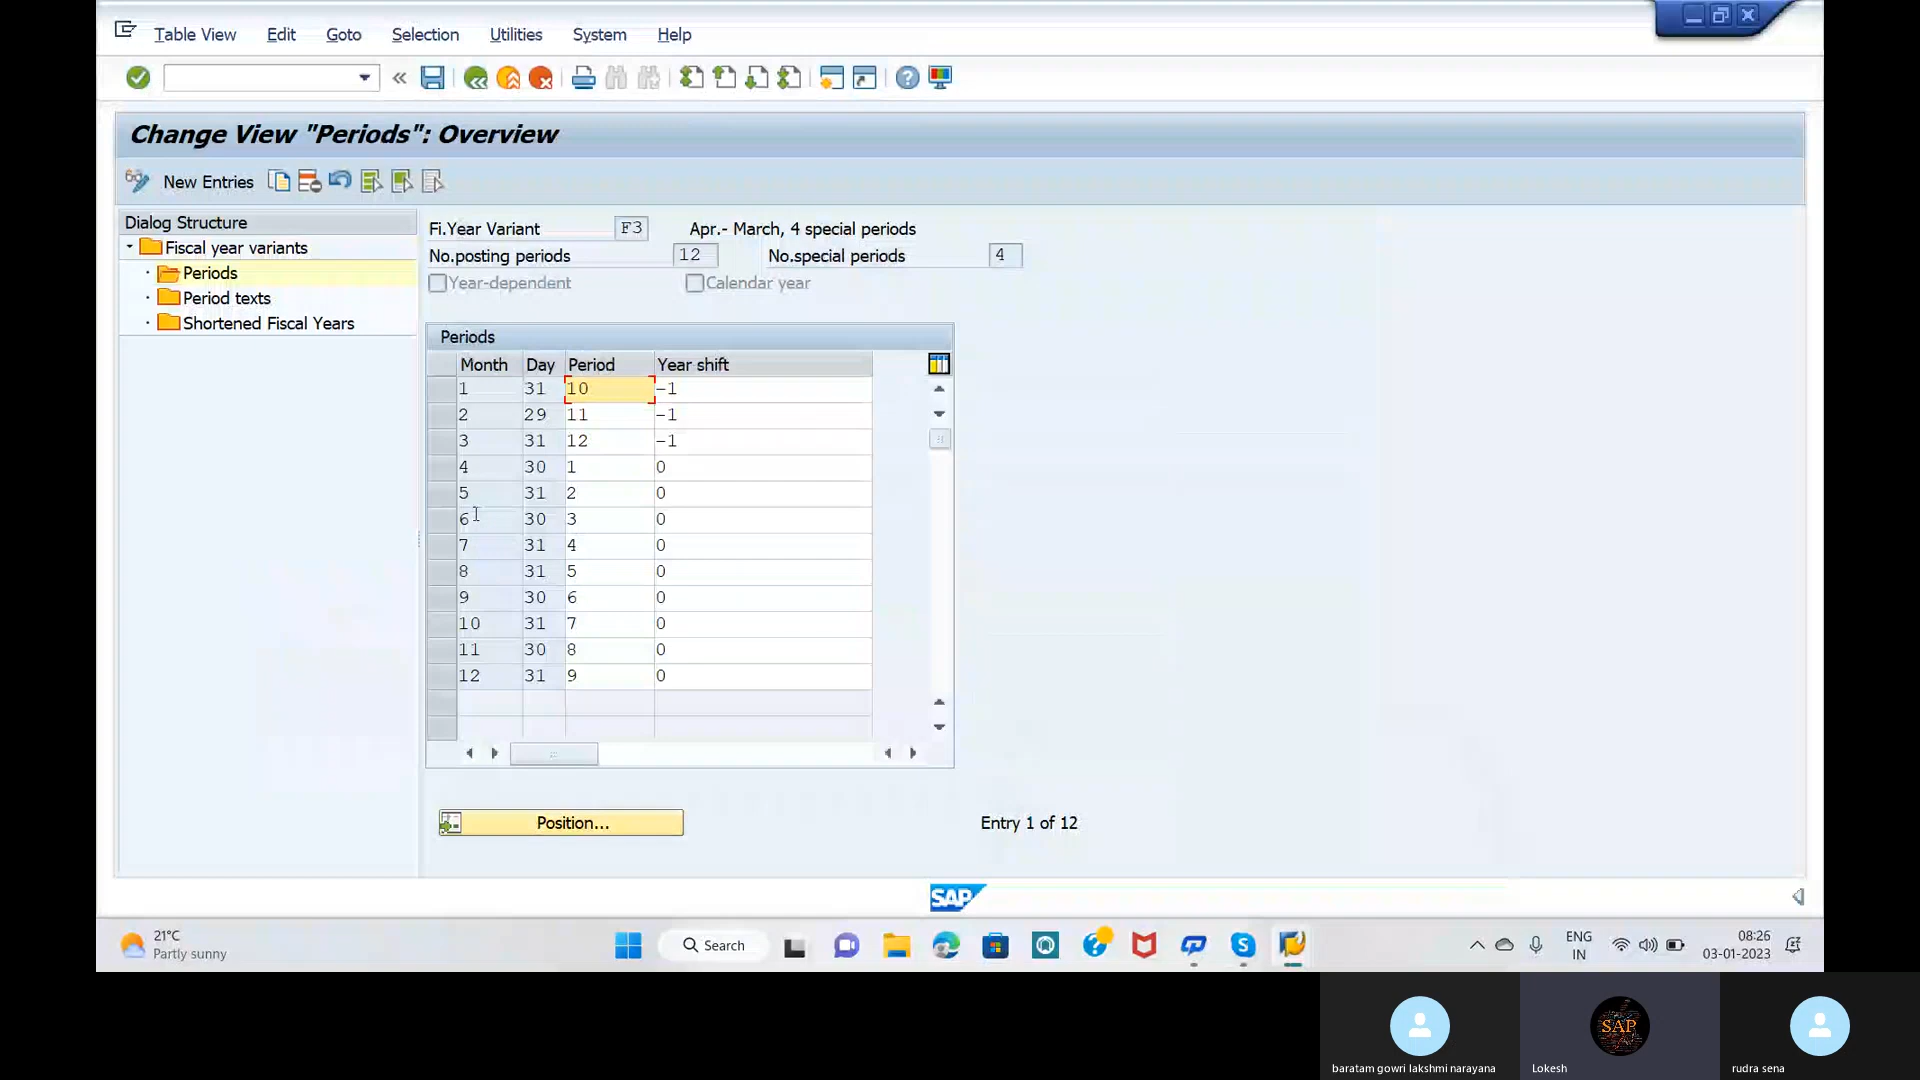 Table View Edit Goto Selection Utilities System Help
Change View "Periods": Overview
New Entries
Dialog Structure
Fiscal year variants
Periods
Period texts
Shortened Fiscal Years
Fi.Year Variant F3 Apr.- March, 4 special periods
No.posting periods 12 No.special periods 4
Year-dependent Calendar year
Periods
Month Day Period Year shift
1 31 10 -1
2 29 11 -1
3 31 12 -1
4 30 1 0
5 31 2 0
6 30 3 0
7 31 4 0
8 31 5 0
9 30 6 0
10 31 7 0
11 30 8 0
12 31 9 0
Position... Entry 1 of 12
SAP
21°C
Partly sunny
Search
ENG
IN
08:26
03-01-2023
SAP
baratam gowri lakshmi narayana Lokesh rudra sena